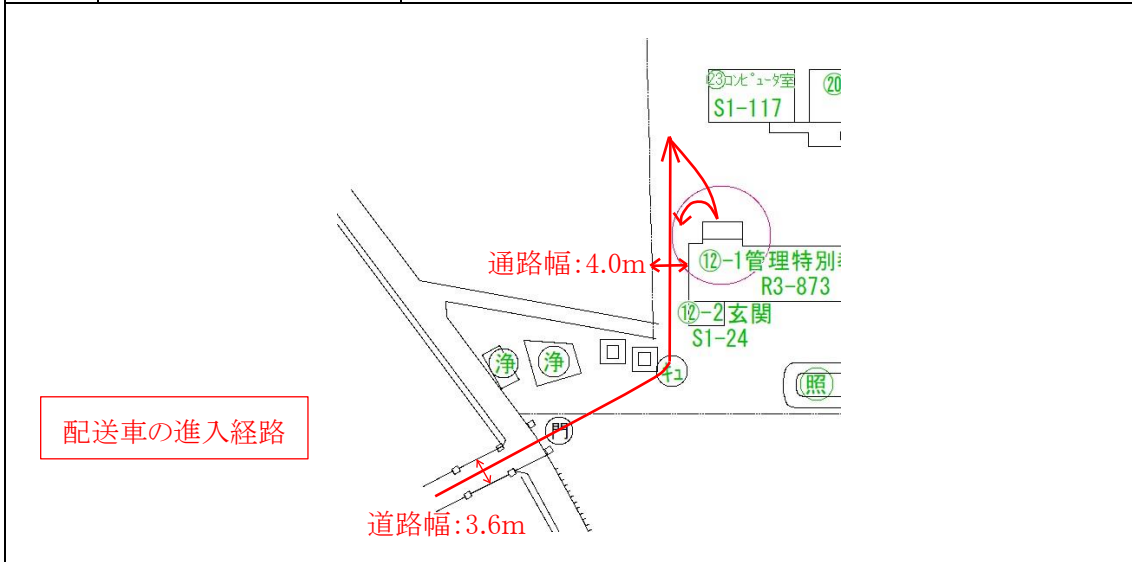 ㉓ｺﾝﾋﾟｭｰﾀ室
S1-117
⑳
通路幅:4.0m
⑫-1管理特別
R3-873
⑫-2玄関
S1-24
浄
浄
ｷｭ
照
門
配送車の進入経路
道路幅:3.6m